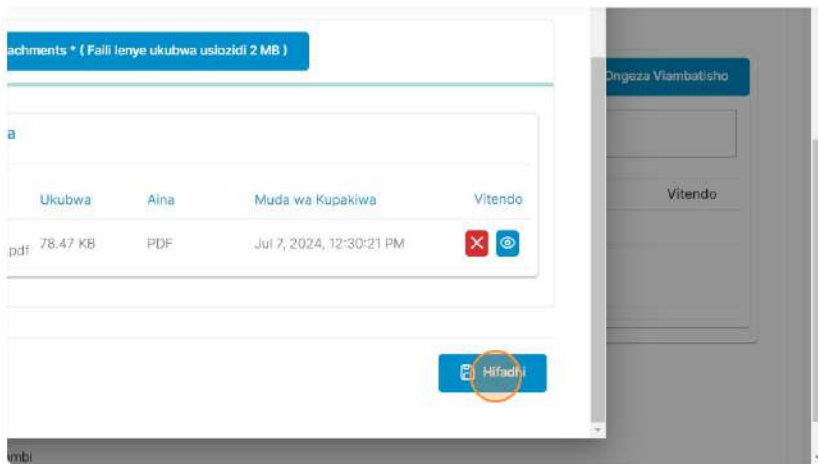 achments * ( Faili lenye ukubwa usiozidi 2 MB )
Ongeza Viambatisho
a
Ukubwa Aina Muda wa Kupakiwa Vitendo
Vitendo
pdf 78.47 KB PDF Jul 7, 2024, 12:30:21 PM
Hifadhi
ambi